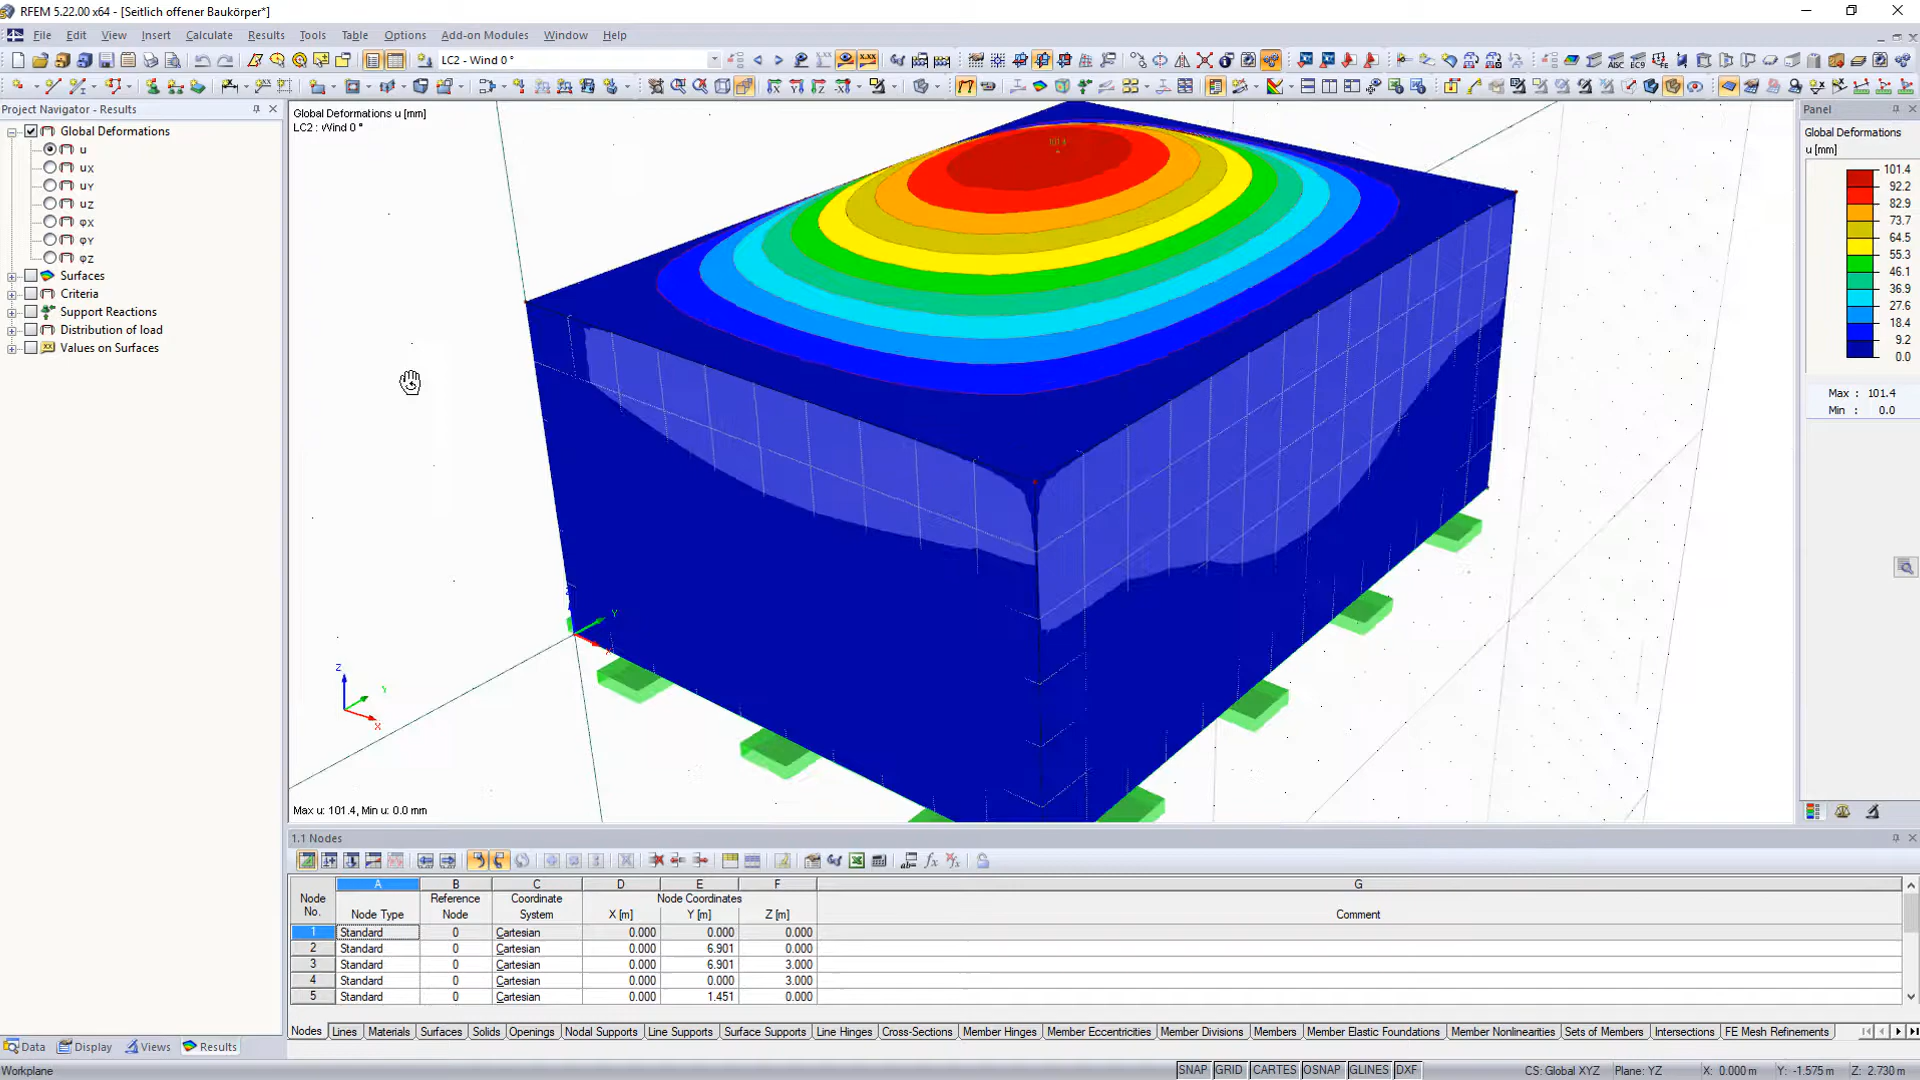 RFEM 5.22.00 x64 - [Seitlich offener Baukörper*]
File Edit View Insert Calculate Results Tools Table Options Add-on Modules Window Help
LC2 - Wind 0 °
Project Navigator - Results
Global Deformations
u
uX
uY
uZ
φX
φY
φZ
Surfaces
Criteria
Support Reactions
Distribution of load
Values on Surfaces
Data Display Views Results
Global Deformations u [mm]
LC2 : Wind 0 °
101.4
Z
Y
X
Y
Max u: 101.4, Min u: 0.0 mm
Panel
Global Deformations
u [mm]
101.4
92.2
82.9
73.7
64.5
55.3
46.1
36.9
27.6
18.4
9.2
0.0
Max : 101.4
Min : 0.0
1.1 Nodes
A B C D E F G
Node No. Node Type Reference Node Coordinate System Node Coordinates X [m] Y [m] Z [m] Comment
1 Standard 0 Cartesian 0.000 0.000 0.000
2 Standard 0 Cartesian 0.000 6.901 0.000
3 Standard 0 Cartesian 0.000 6.901 3.000
4 Standard 0 Cartesian 0.000 0.000 3.000
5 Standard 0 Cartesian 0.000 1.451 0.000
Nodes Lines Materials Surfaces Solids Openings Nodal Supports Line Supports Surface Supports Line Hinges Cross-Sections Member Hinges Member Eccentricities Member Divisions Members Member Elastic Foundations Member Nonlinearities Sets of Members Intersections FE Mesh Refinements
Workplane SNAP GRID CARTES OSNAP GLINES DXF CS: Global XYZ Plane: YZ X: 0.000 m Y: -1.575 m Z: 2.730 m